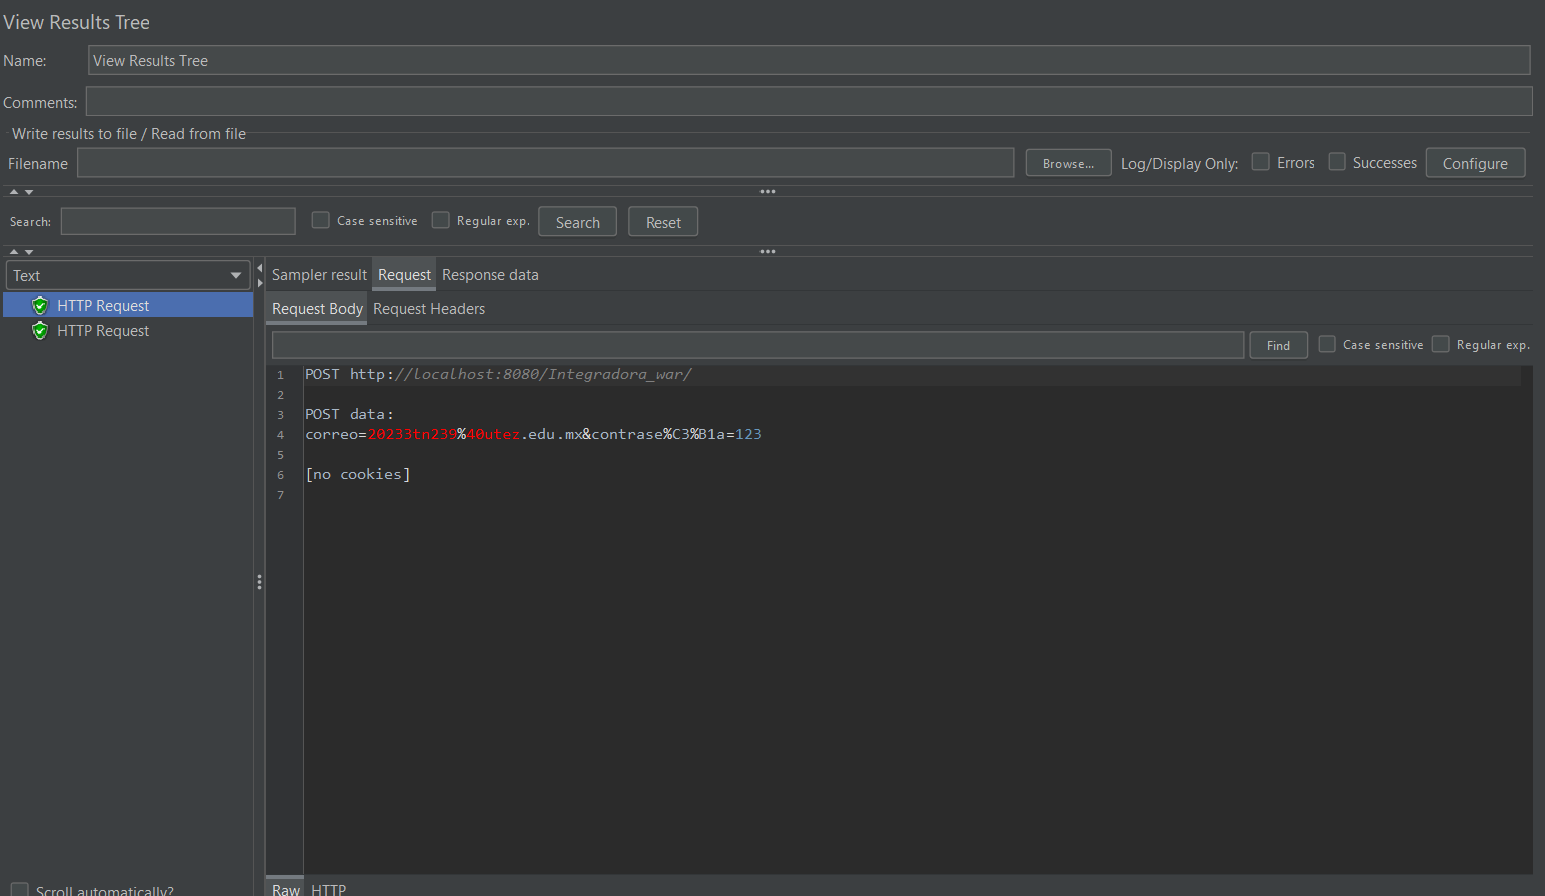 View Results Tree
Name: View Results Tree
Comments:
Write results to file / Read from file
Filename Browse... Log/Display Only: Errors Successes Configure
Search: Case sensitive Regular exp. Search Reset
Text
HTTP Request
HTTP Request
Scroll automatically?
Sampler result Request Response data
Request Body Request Headers
Find Case sensitive Regular exp.
1 POST http://localhost:8080/Integradora_war/
2
3 POST data:
4 correo=20233tn239%40utez.edu.mx&contrase%C3%B1a=123
5
6 [no cookies]
7
Raw HTTP